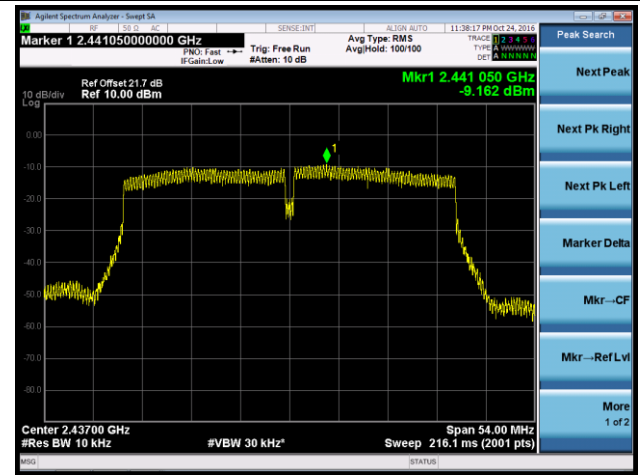 Agilent Spectrum Analyzer - Swept SA
RF 50 Ω AC SENSE:INT ALIGN AUTO 11:38:17 PM Oct 24, 2016
Marker 1 2.441050000000 GHz
PNO: Fast
IFGain:Low
Trig: Free Run
#Atten: 10 dB
Avg Type: RMS
Avg|Hold: 100/100
TRACE 1 2 3 4 5 6
TYPE A WWWWW
DET A N N N N N
Peak Search
Ref Offset 21.7 dB
10 dB/div Ref 10.00 dBm
Log
Mkr1 2.441 050 GHz
-9.162 dBm
0.00
-10.0
-20.0
-30.0
-40.0
-50.0
-60.0
-70.0
-80.0
1
Center 2.43700 GHz
Span 54.00 MHz
#Res BW 10 kHz
#VBW 30 kHz*
Sweep 216.1 ms (2001 pts)
MSG
STATUS
Next Peak
Next Pk Right
Next Pk Left
Marker Delta
Mkr→CF
Mkr→Ref Lvl
More
1 of 2